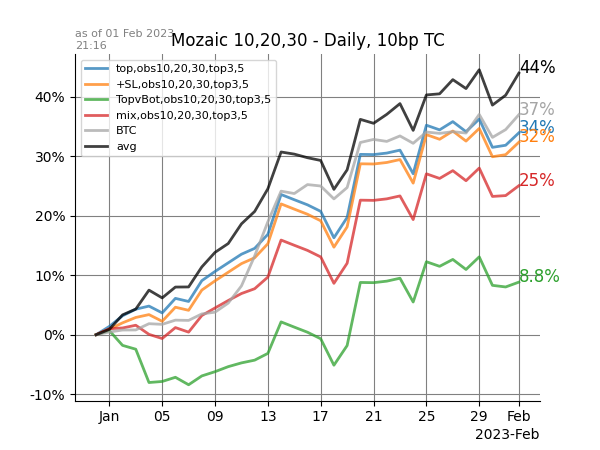 as of 01 Feb 2023
21:16
Mozaic 10,20,30 - Daily, 10bp TC
top,obs10,20,30,top3,5
+SL,obs10,20,30,top3,5
TopvBot,obs10,20,30,top3,5
mix,obs10,20,30,top3,5
BTC
avg
44%
37%
34%
32%
25%
8.8%
40%
30%
20%
10%
0%
-10%
Jan 05 09 13 17 21 25 29 Feb
2023-Feb